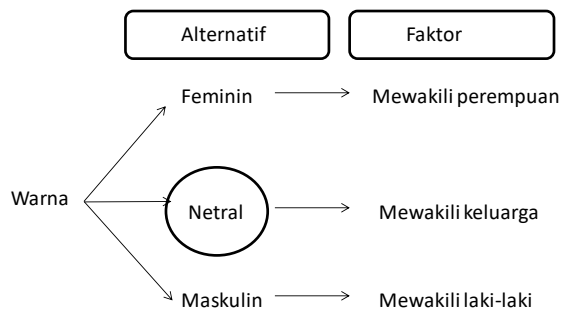 Alternatif Faktor
Feminin Mewakili perempuan
Warna Netral Mewakili keluarga
Maskulin Mewakili laki-laki